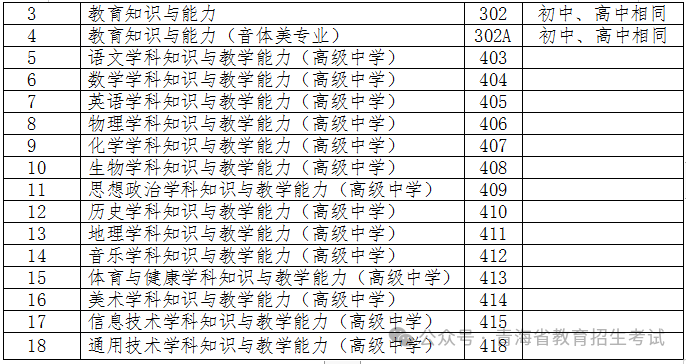 3 教育知识与能力 302 初中、高中相同
4 教育知识与能力（音体美专业） 302A 初中、高中相同
5 语文学科知识与教学能力（高级中学） 403
6 数学学科知识与教学能力（高级中学） 404
7 英语学科知识与教学能力（高级中学） 405
8 物理学科知识与教学能力（高级中学） 406
9 化学学科知识与教学能力（高级中学） 407
10 生物学科知识与教学能力（高级中学） 408
11 思想政治学科知识与教学能力（高级中学） 409
12 历史学科知识与教学能力（高级中学） 410
13 地理学科知识与教学能力（高级中学） 411
14 音乐学科知识与教学能力（高级中学） 412
15 体育与健康学科知识与教学能力（高级中学） 413
16 美术学科知识与教学能力（高级中学） 414
17 信息技术学科知识与教学能力（高级中学） 415
公众号·青海省教育招生考试
18 通用技术学科知识与教学能力（高级中学） 418